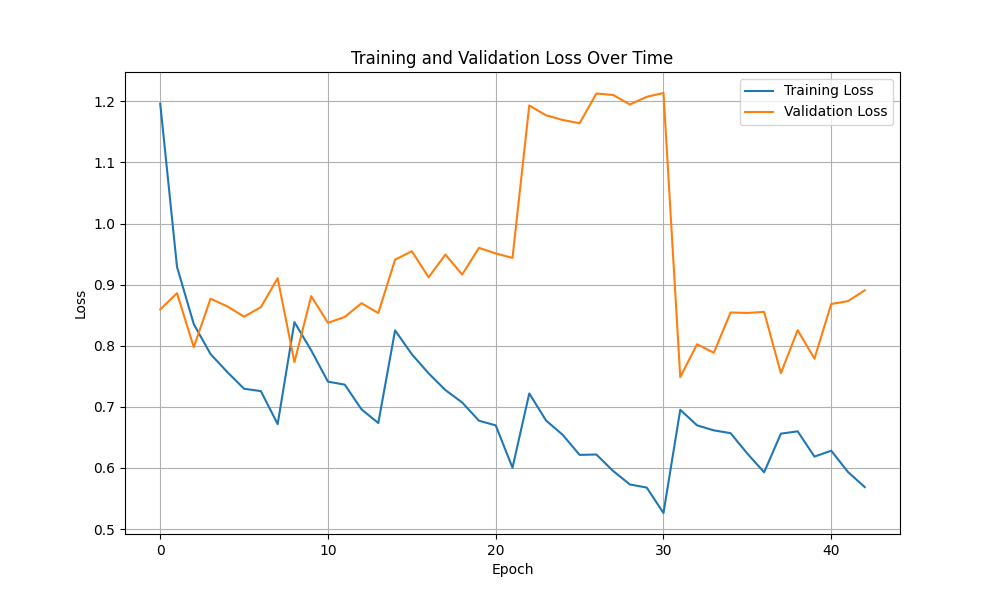 Training and Validation Loss Over Time
Training Loss
Validation Loss
1.2
1.1
1.0
0.9
0.8
0.7
0.6
0.5
Loss
0 10 20 30 40
Epoch